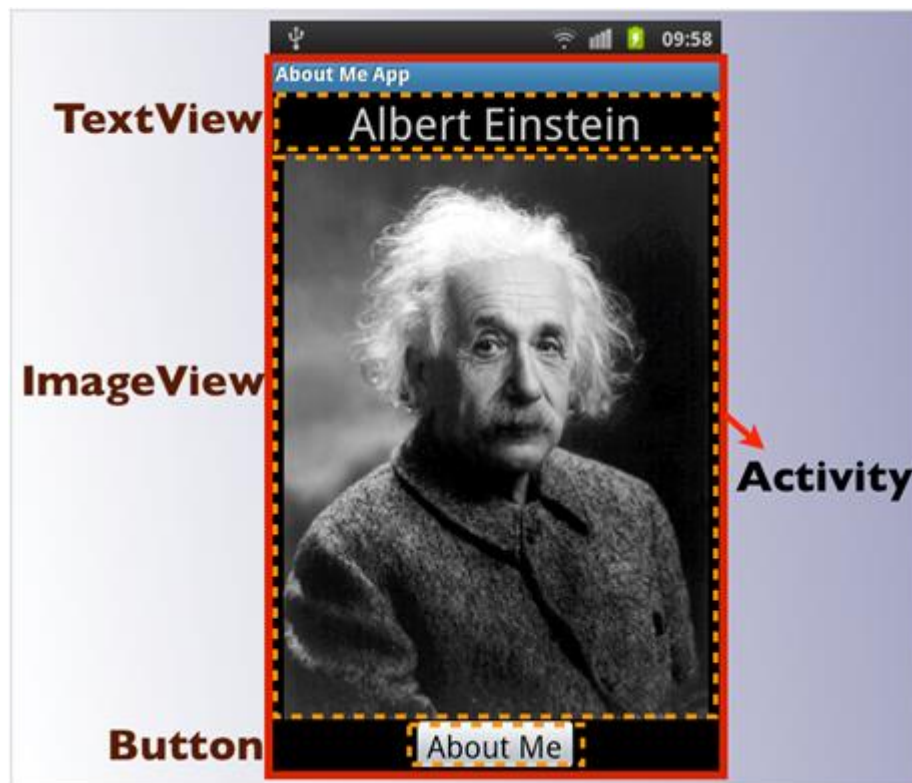 09:58
About Me App
TextView
Albert Einstein
ImageView
Activity
Button
About Me